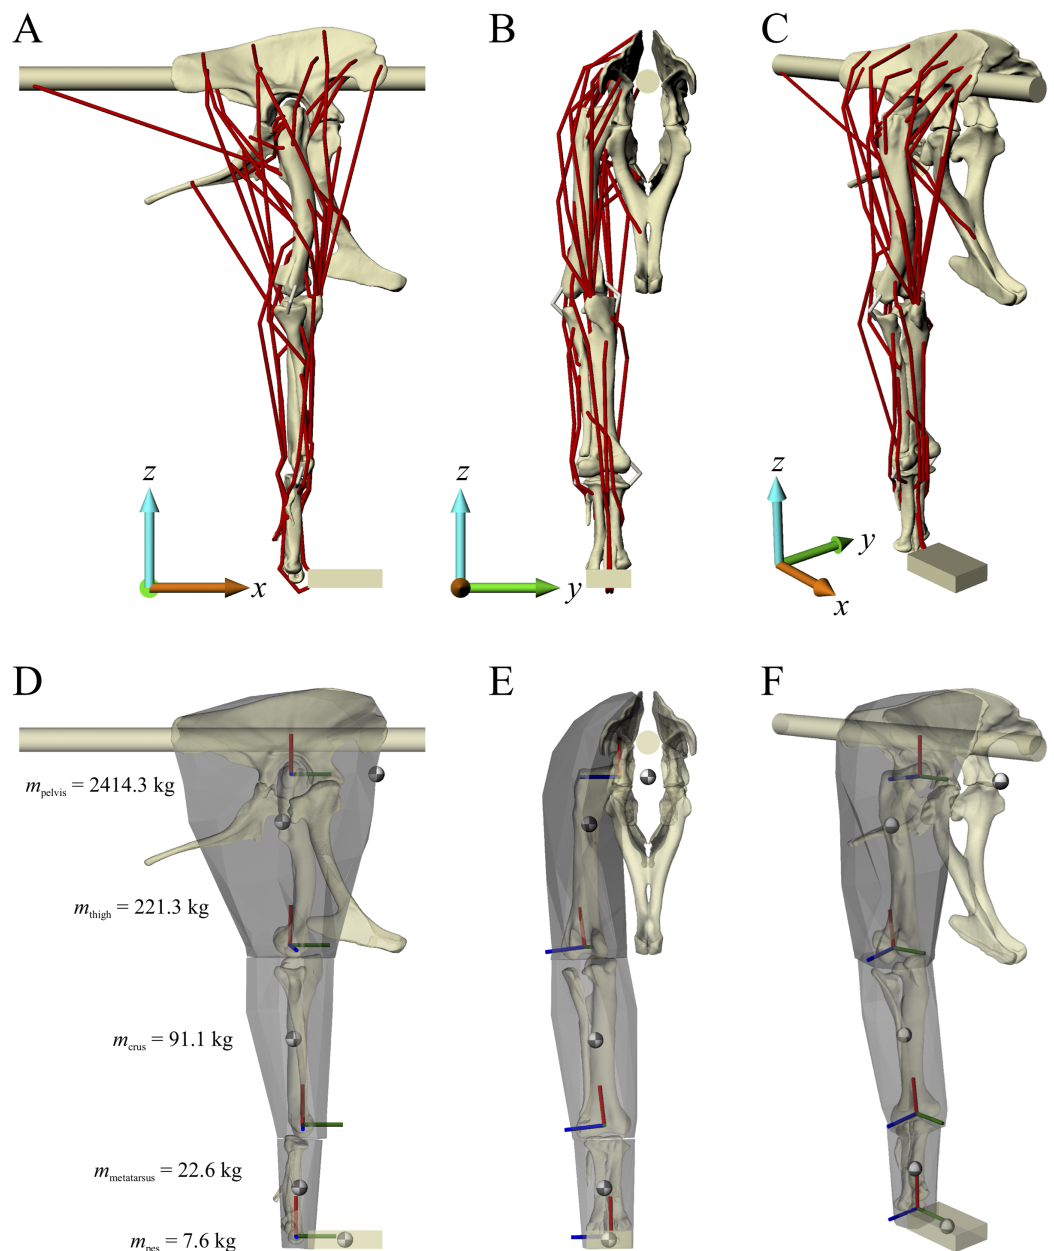 A B C
z z z
x y y
x
D E F
m_pelvis = 2414.3 kg
m_thigh = 221.3 kg
m_crus = 91.1 kg
m_metatarsus = 22.6 kg
m_pes = 7.6 kg